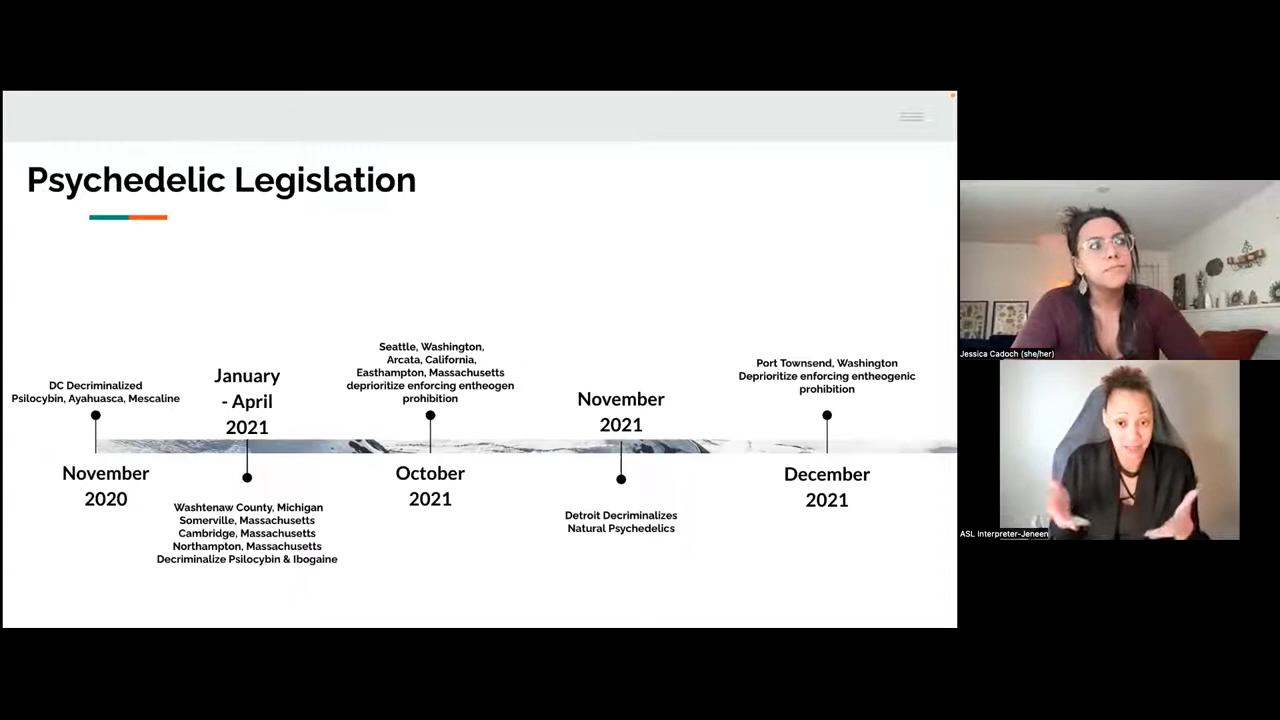 Psychedelic Legislation
DC Decriminalized
Psilocybin, Ayahuasca, Mescaline
November
2020
January
- April
2021
Washtenaw County, Michigan
Somerville, Massachusetts
Cambridge, Massachusetts
Northampton, Massachusetts
Decriminalize Psilocybin & Ibogaine
Seattle, Washington,
Arcata, California,
Easthampton, Massachusetts
deprioritize enforcing entheogen
prohibition
October
2021
November
2021
Detroit Decriminalizes
Natural Psychedelics
Port Townsend, Washington
Deprioritize enforcing entheogenic
prohibition
December
2021
Jessica Cadoch (she/her)
ASL Interpreter-Jeneen